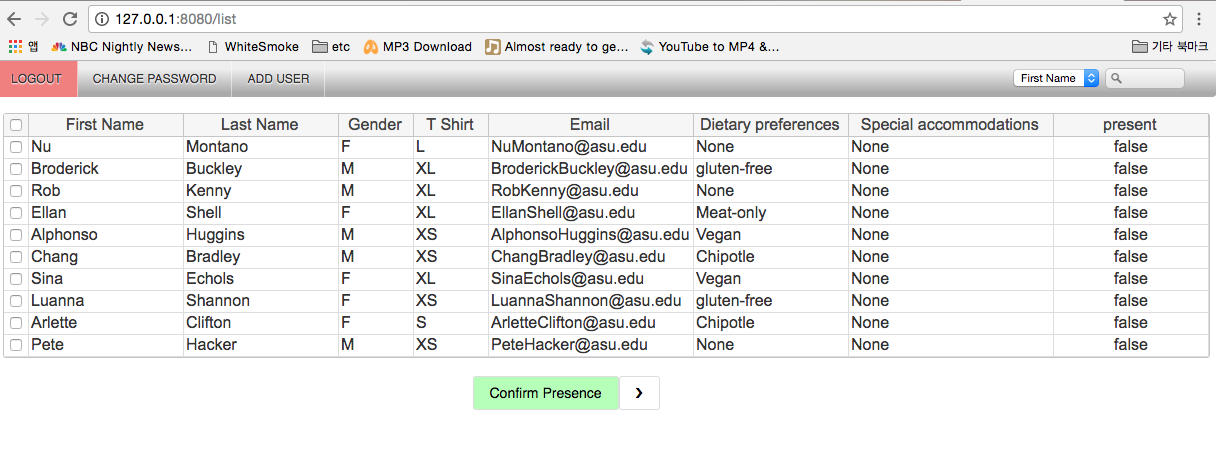 127.0.0.1:8080/list
앱 NBC Nightly News... WhiteSmoke etc MP3 Download Almost ready to ge... YouTube to MP4 &... 기타 북마크
LOGOUT CHANGE PASSWORD ADD USER First Name
First Name Last Name Gender T Shirt Email Dietary preferences Special accommodations present
Nu Montano F L NuMontano@asu.edu None None false
Broderick Buckley M XL BroderickBuckley@asu.edu gluten-free None false
Rob Kenny M XL RobKenny@asu.edu None None false
Ellan Shell F XL EllanShell@asu.edu Meat-only None false
Alphonso Huggins M XS AlphonsoHuggins@asu.edu Vegan None false
Chang Bradley M XS ChangBradley@asu.edu Chipotle None false
Sina Echols F XL SinaEchols@asu.edu Vegan None false
Luanna Shannon F XS LuannaShannon@asu.edu gluten-free None false
Arlette Clifton F S ArletteClifton@asu.edu Chipotle None false
Pete Hacker M XS PeteHacker@asu.edu None None false
Confirm Presence ›